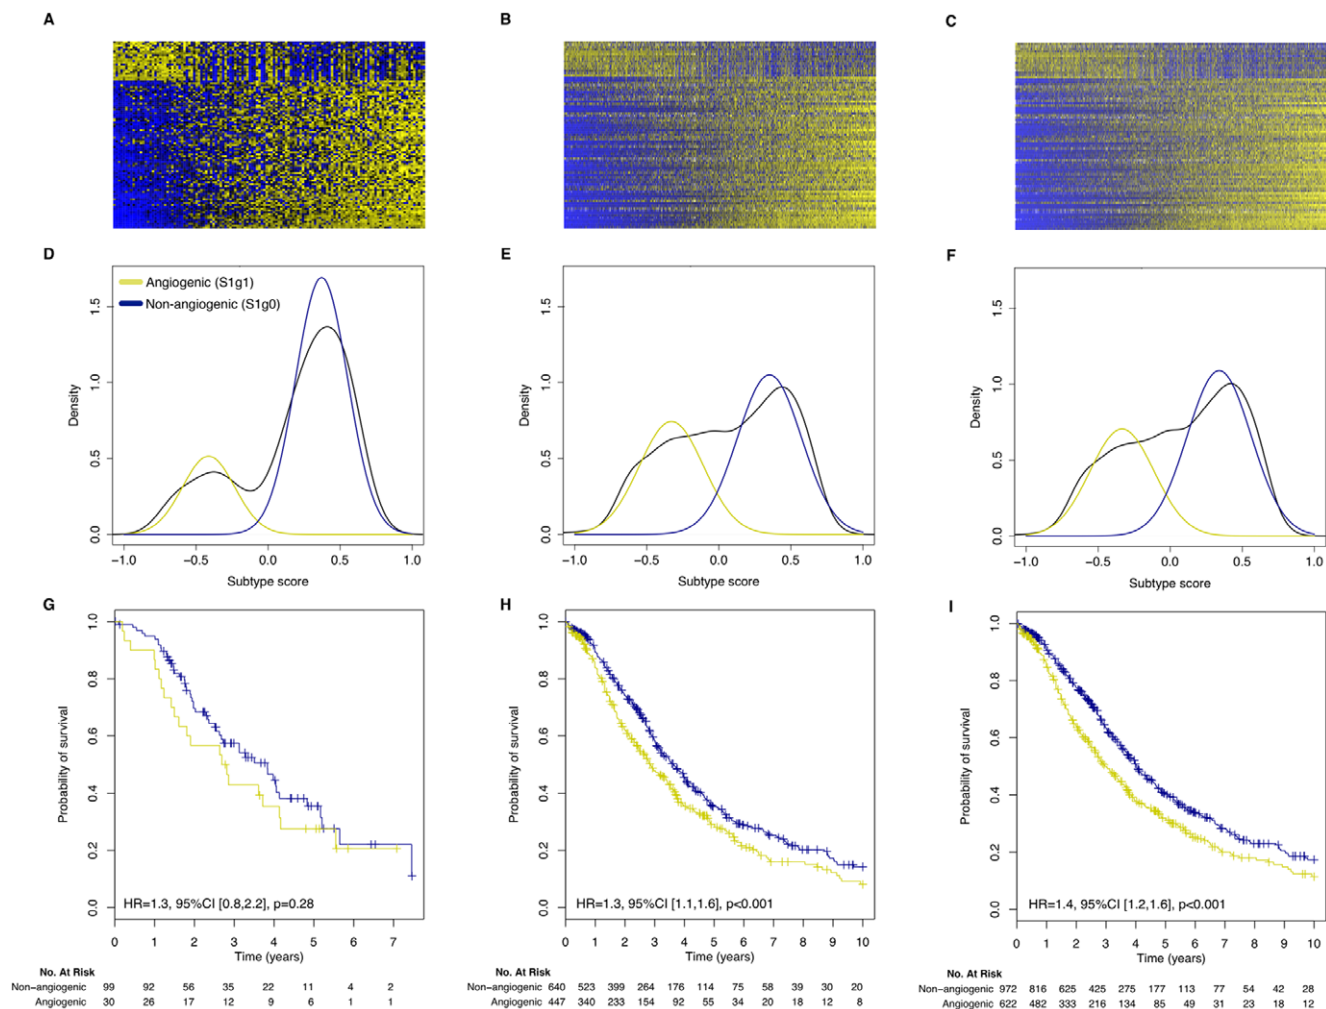 A
B
C
D
E
F
Angiogenic (S1g1)
Non-angiogenic (S1g0)
Density
0.0 0.5 1.0 1.5
−1.0 −0.5 0.0 0.5 1.0
Subtype score
Density
0.0 0.5 1.0 1.5
−1.0 −0.5 0.0 0.5 1.0
Subtype score
Density
0.0 0.5 1.0 1.5
−1.0 −0.5 0.0 0.5 1.0
Subtype score
G
H
I
Probability of survival
0.0 0.2 0.4 0.6 0.8 1.0
HR=1.3, 95%CI [0.8,2.2], p=0.28
0 1 2 3 4 5 6 7
Time (years)
Probability of survival
0.0 0.2 0.4 0.6 0.8 1.0
HR=1.3, 95%CI [1.1,1.6], p<0.001
0 1 2 3 4 5 6 7 8 9 10
Time (years)
Probability of survival
0.0 0.2 0.4 0.6 0.8 1.0
HR=1.4, 95%CI [1.2,1.6], p<0.001
0 1 2 3 4 5 6 7 8 9 10
Time (years)
No. At Risk
Non−angiogenic 99 92 56 35 22 11 4 2
Angiogenic 30 26 17 12 9 6 1 1
No. At Risk
Non−angiogenic 640 523 399 264 176 114 75 58 39 30 20
Angiogenic 447 340 233 154 92 55 34 20 18 12 8
No. At Risk
Non−angiogenic 972 816 625 425 275 177 113 77 54 42 28
Angiogenic 622 482 333 216 134 85 49 31 23 18 12